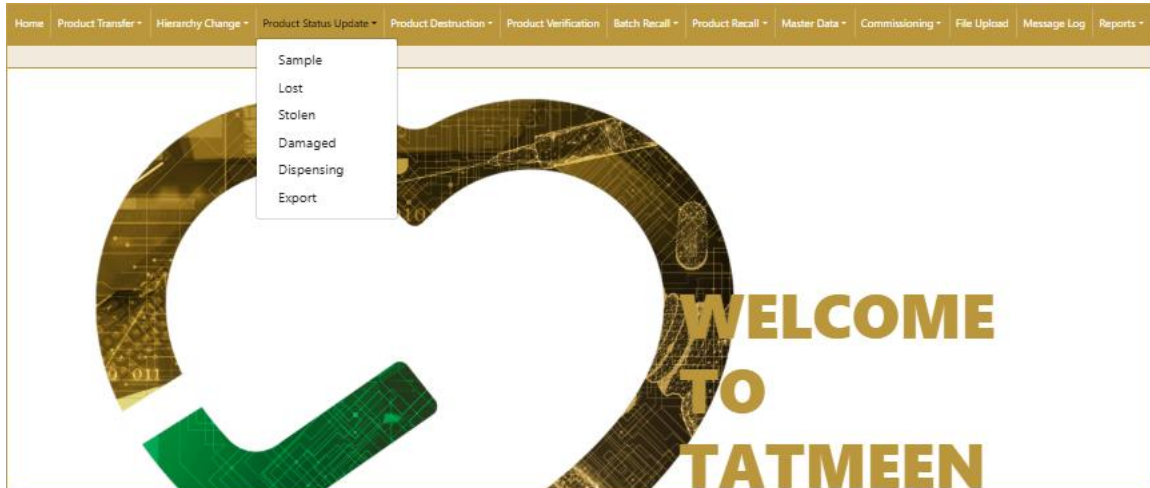 Home Product Transfer Hierarchy Change Product Status Update Product Destruction Product Verification Batch Recall Product Recall Master Data Commissioning File Upload Message Log Reports
Sample
Lost
Stolen
Damaged
Dispensing
Export
WELCOME
TO
TATMEEN
011